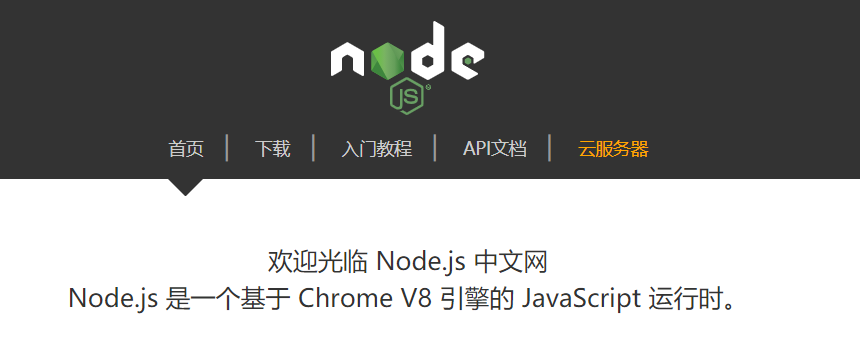 node
JS
首页 | 下载 | 入门教程 | API文档 | 云服务器
欢迎光临 Node.js 中文网
Node.js 是一个基于 Chrome V8 引擎的 JavaScript 运行时。